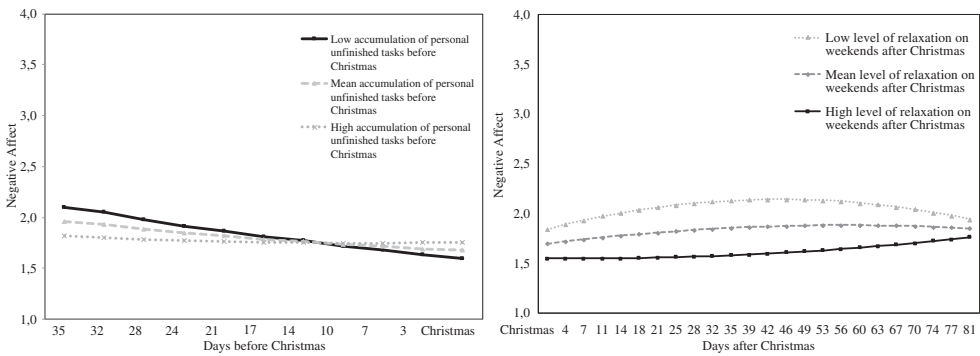 4,0
3,5
3,0
2,5
2,0
1,5
1,0
Negative Affect
Low accumulation of personal
unfinished tasks before
Christmas
Mean accumulation of personal
unfinished tasks before
Christmas
High accumulation of personal
unfinished tasks before
Christmas
35 32 28 24 21 17 14 10 7 3 Christmas
Days before Christmas
4,0
3,5
3,0
2,5
2,0
1,5
1,0
Negative Affect
Low level of relaxation on
weekends after Christmas
Mean level of relaxation on
weekends after Christmas
High level of relaxation on
weekends after Christmas
Christmas 4 7 11 14 18 21 25 28 32 35 39 42 46 49 53 56 60 63 67 70 74 77 81
Days after Christmas